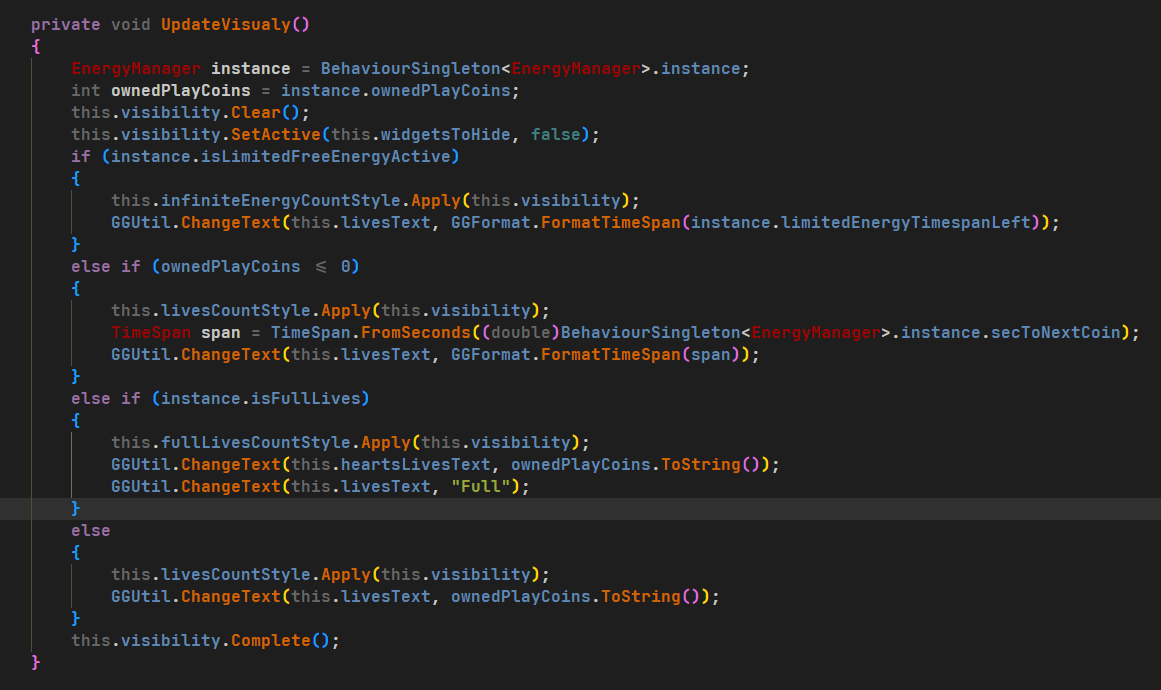 private void UpdateVisualy()
{
    EnergyManager instance = BehaviourSingleton<EnergyManager>.instance;
    int ownedPlayCoins = instance.ownedPlayCoins;
    this.visibility.Clear();
    this.visibility.SetActive(this.widgetsToHide, false);
    if (instance.isLimitedFreeEnergyActive)
    {
        this.infiniteEnergyCountStyle.Apply(this.visibility);
        GGUtil.ChangeText(this.livesText, GGFormat.FormatTimeSpan(instance.limitedEnergyTimespanLeft));
    }
    else if (ownedPlayCoins ≤ 0)
    {
        this.livesCountStyle.Apply(this.visibility);
        TimeSpan span = TimeSpan.FromSeconds((double)BehaviourSingleton<EnergyManager>.instance.secToNextCoin);
        GGUtil.ChangeText(this.livesText, GGFormat.FormatTimeSpan(span));
    }
    else if (instance.isFullLives)
    {
        this.fullLivesCountStyle.Apply(this.visibility);
        GGUtil.ChangeText(this.heartsLivesText, ownedPlayCoins.ToString());
        GGUtil.ChangeText(this.livesText, "Full");
    }
    else
    {
        this.livesCountStyle.Apply(this.visibility);
        GGUtil.ChangeText(this.livesText, ownedPlayCoins.ToString());
    }
    this.visibility.Complete();
}